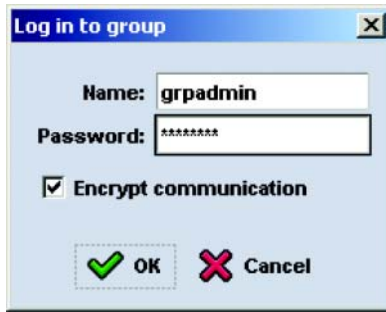 Log in to group
Name: grpadmin
Password: ********
Encrypt communication
OK Cancel